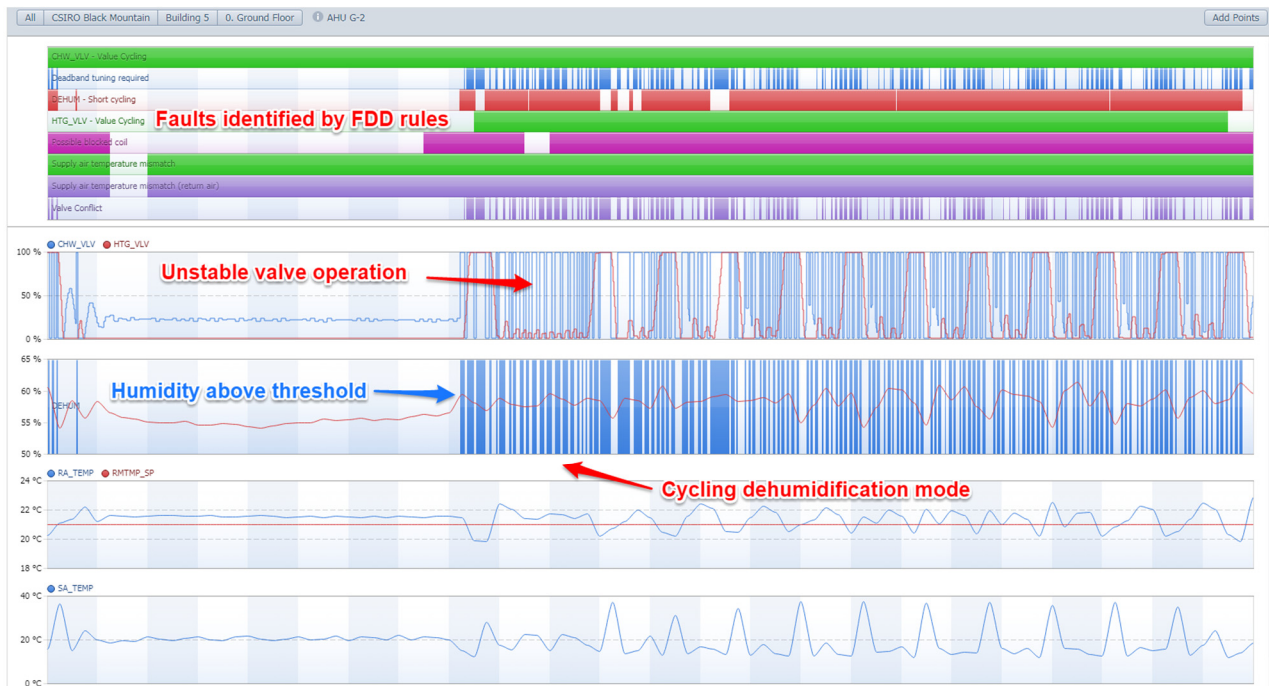 All CSIRO Black Mountain Building 5 0. Ground Floor AHU G-2 Add Points
CHW_VLV - Value Cycling
Deadband tuning required
DEHUM - Short cycling
HTG_VLV - Value Cycling
Faults identified by FDD rules
Possible blocked coil
Supply air temperature mismatch
Supply air temperature mismatch (return air)
Valve Conflict
CHW_VLV HTG_VLV
100 %
Unstable valve operation
50 %
0 %
65 %
Humidity above threshold
60 %
DEHUM
55 %
50 %
RA_TEMP RMTMP_SP
Cycling dehumidification mode
24 °C
22 °C
20 °C
18 °C
SA_TEMP
40 °C
20 °C
0 °C